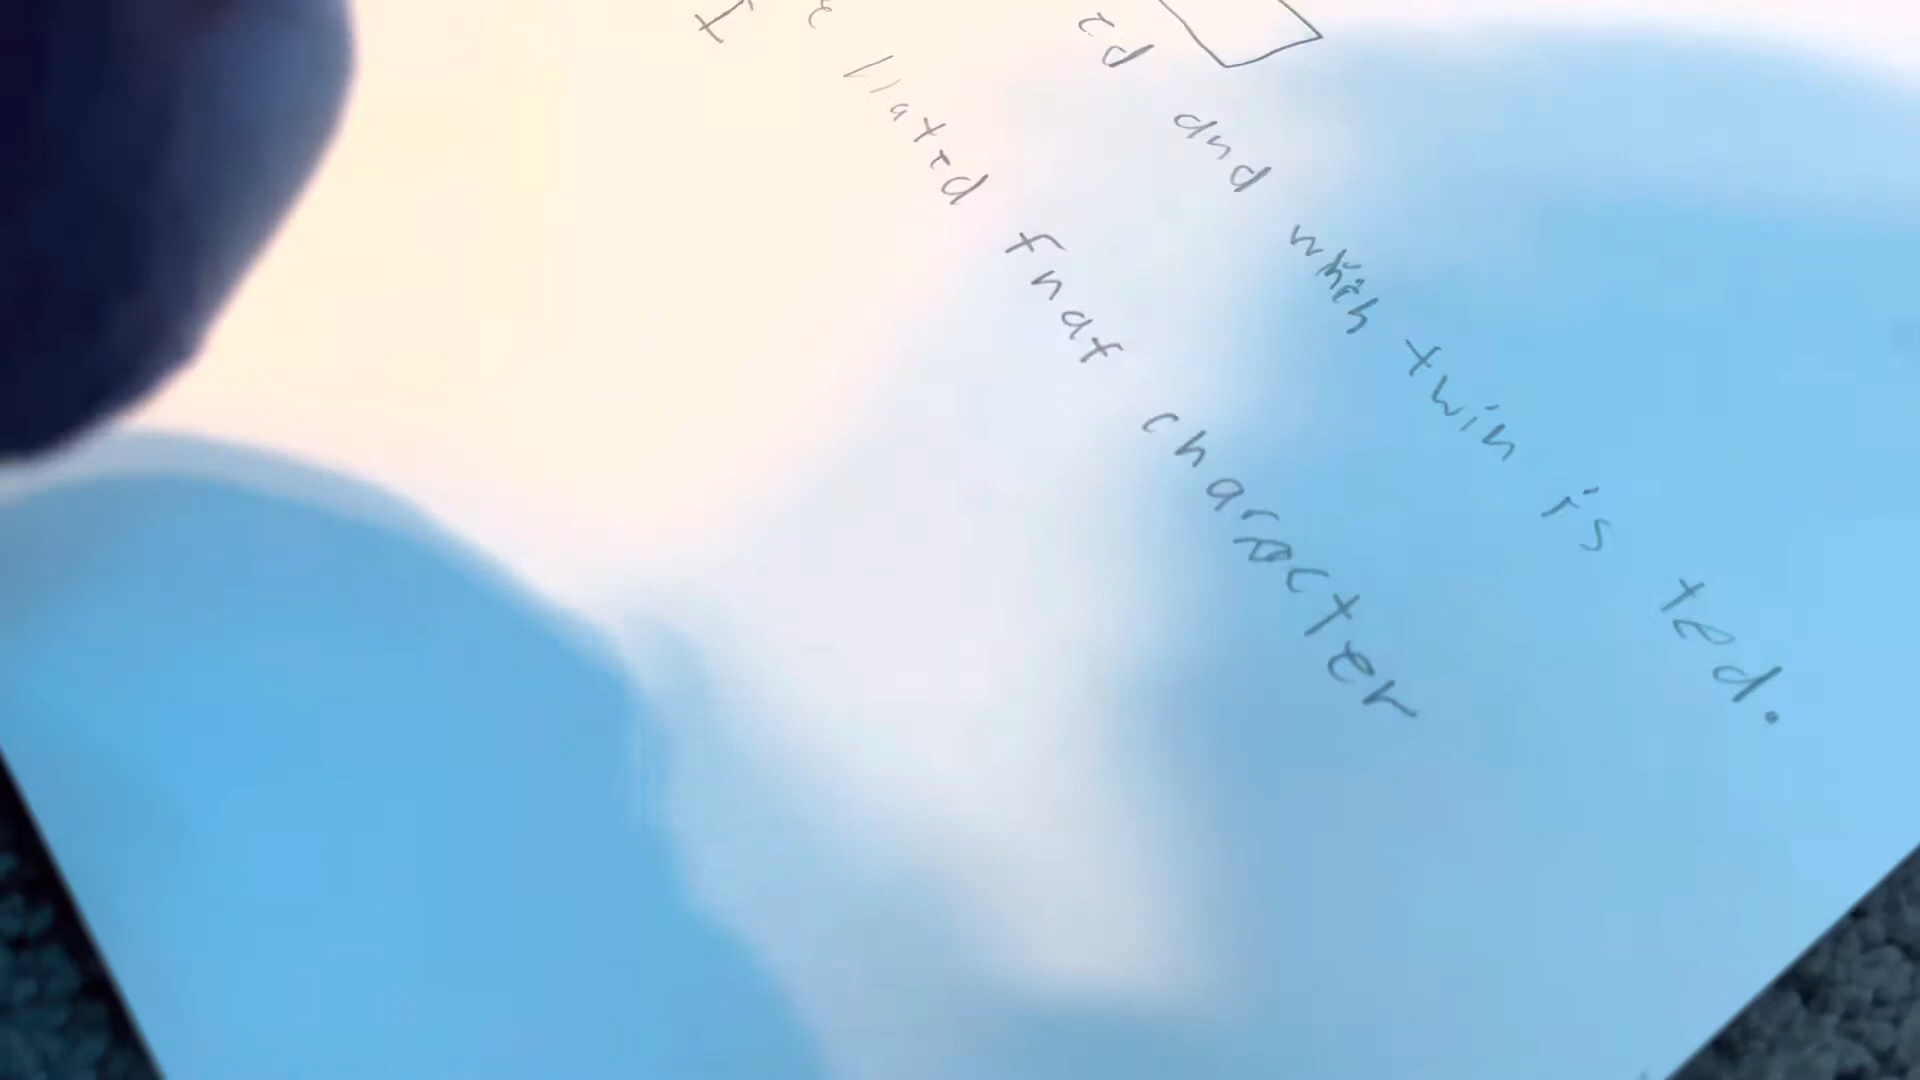 ed and which twin is ted.
hated that character